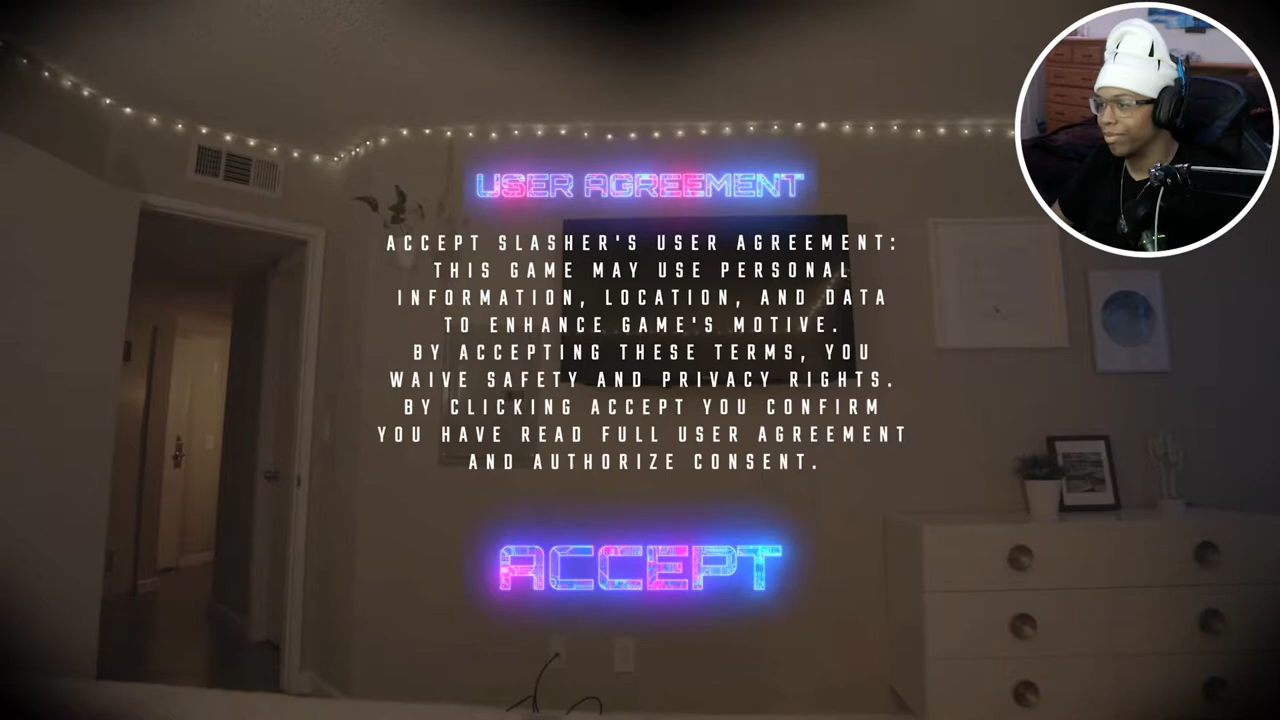 USER AGREEMENT
ACCEPT SLASHER'S USER AGREEMENT:
THIS GAME MAY USE PERSONAL
INFORMATION, LOCATION, AND DATA
TO ENHANCE GAME'S MOTIVE.
BY ACCEPTING THESE TERMS, YOU
WAIVE SAFETY AND PRIVACY RIGHTS.
BY CLICKING ACCEPT YOU CONFIRM
YOU HAVE READ FULL USER AGREEMENT
AND AUTHORIZE CONSENT.
ACCEPT